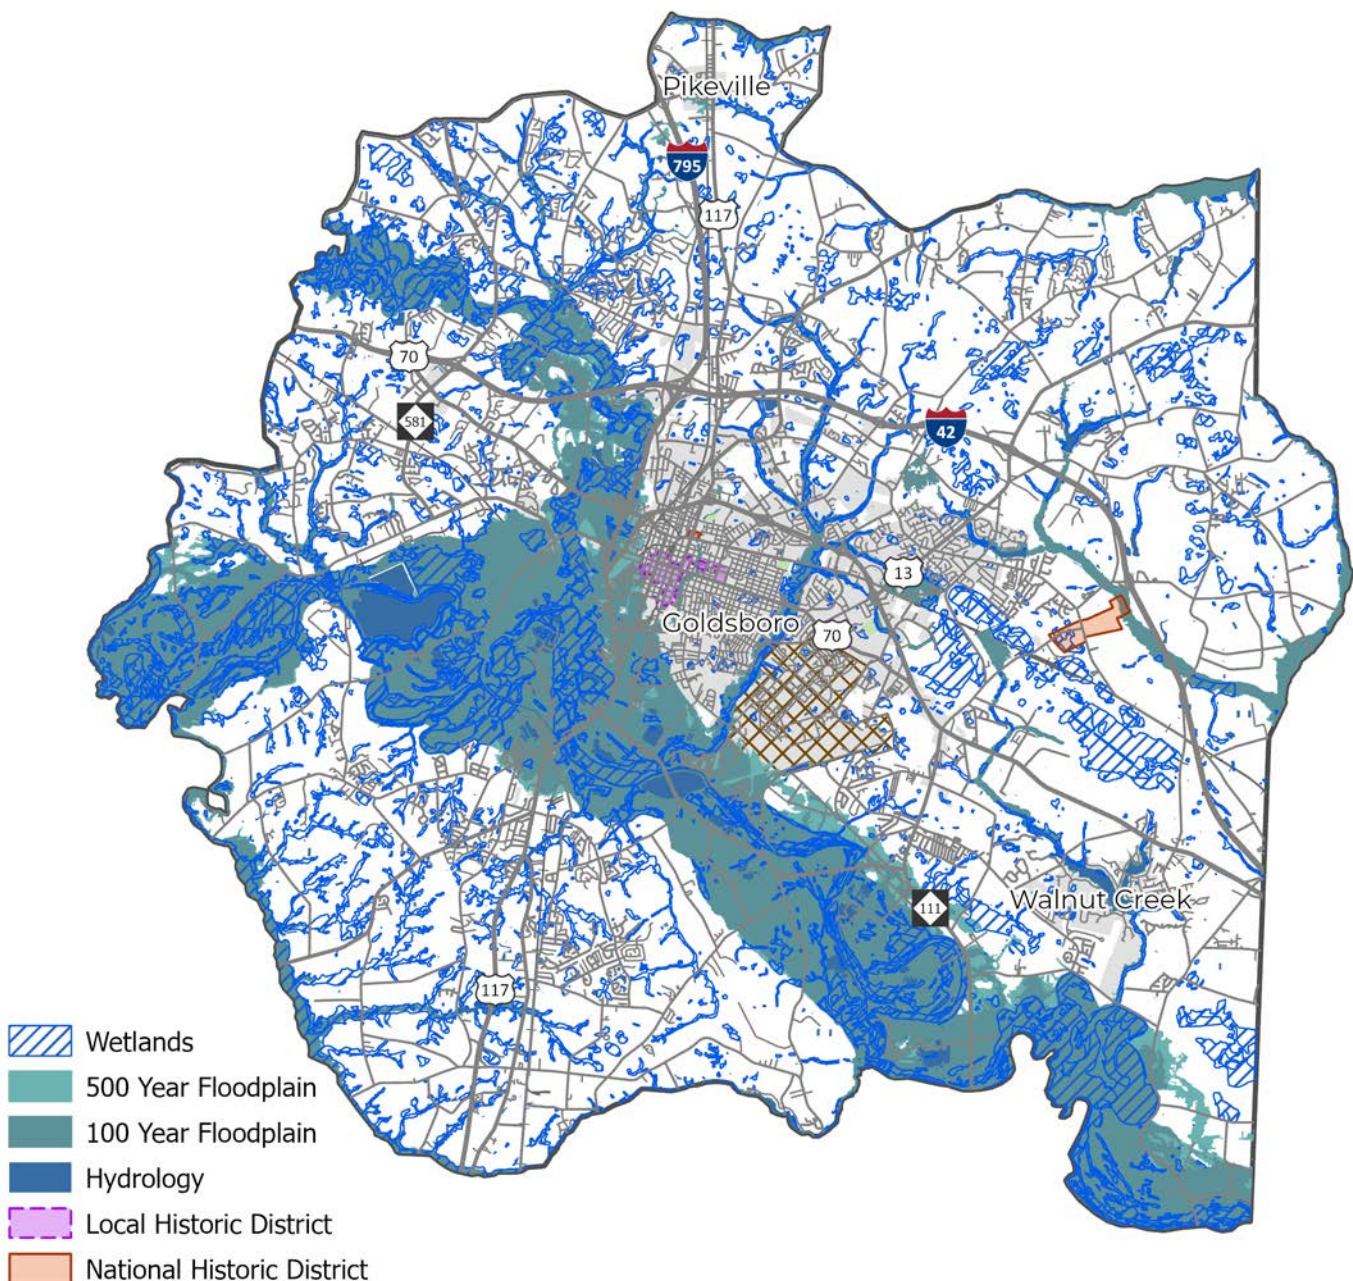 Pikeville
795
117
70
581
42
13
Goldsboro
70
Walnut Creek
111
117
Wetlands
500 Year Floodplain
100 Year Floodplain
Hydrology
Local Historic District
National Historic District